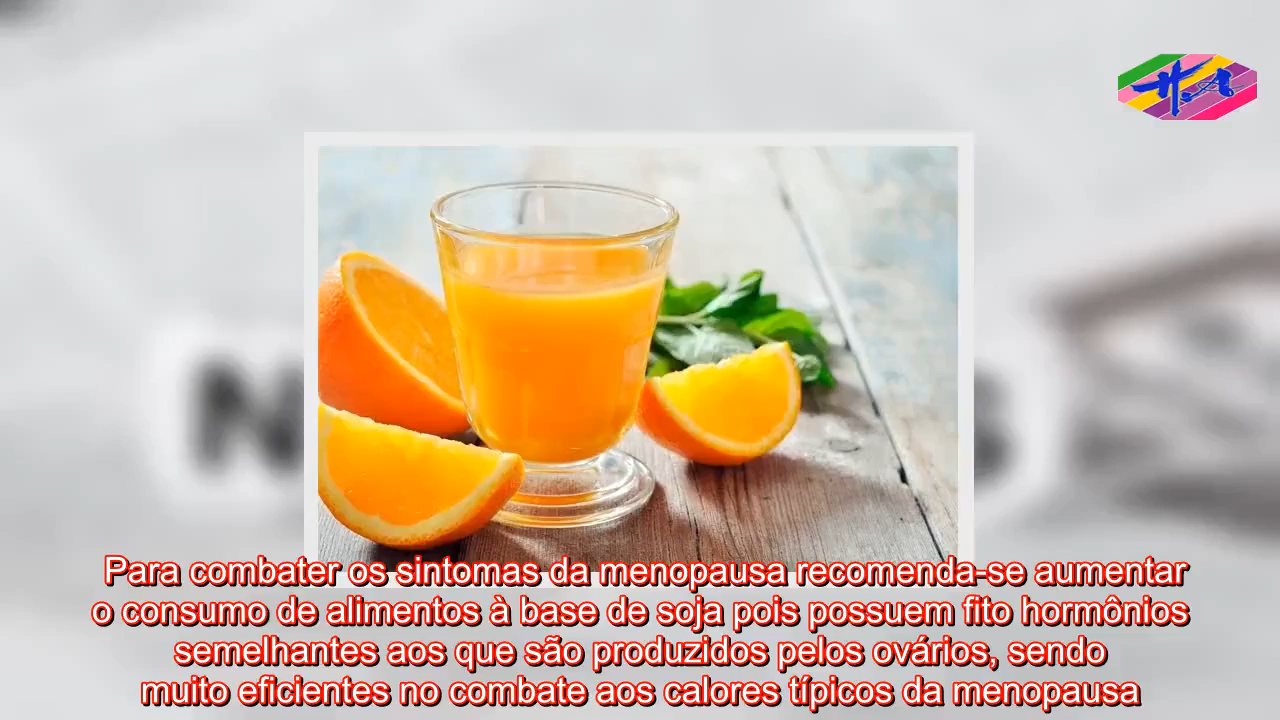 H.A
Para combater os sintomas da menopausa recomenda-se aumentar
o consumo de alimentos à base de soja pois possuem fito hormônios
semelhantes aos que são produzidos pelos ovários, sendo
muito eficientes no combate aos calores típicos da menopausa